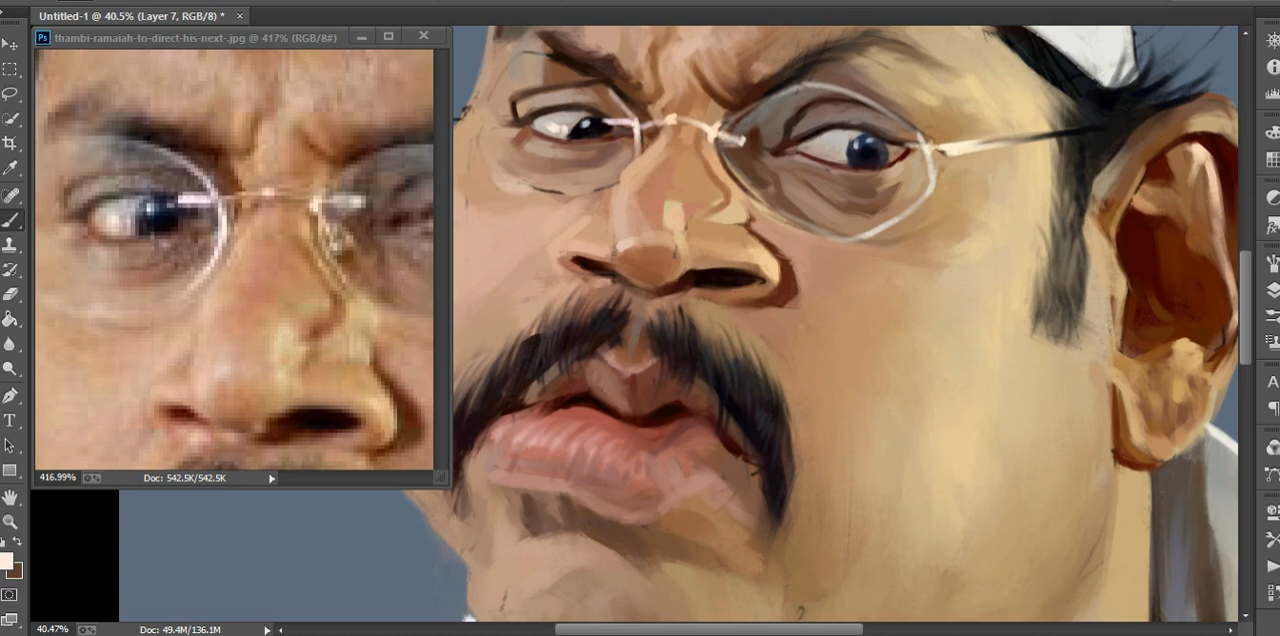 Untitled-1 @ 40.5% (Layer 7, RGB/8) * ×
Ps thambi-ramaiah-to-direct-his-next-.jpg @ 417% (RGB/8#)
T
A
416.99% Doc: 542.5K/542.5K
40.47% Doc: 49.4M/136.1M